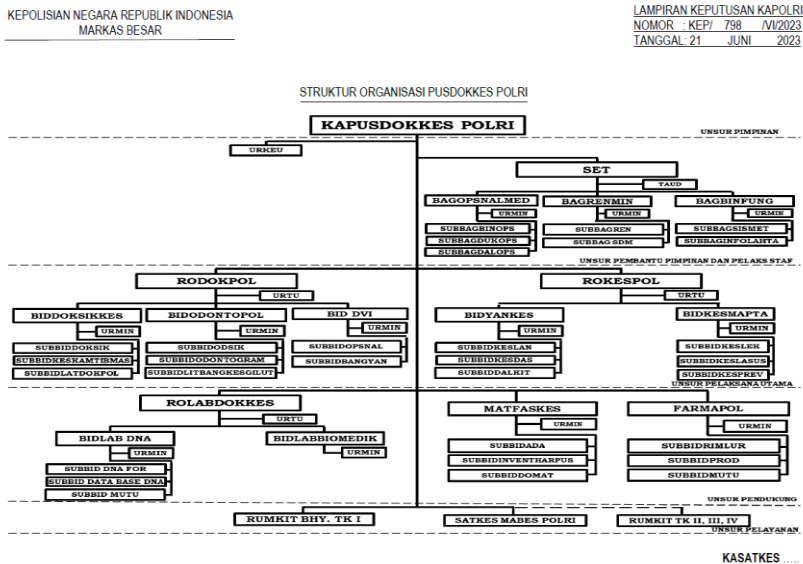 KEPOLISIAN NEGARA REPUBLIK INDONESIA
MARKAS BESAR
LAMPIRAN KEPUTUSAN KAPOLRI
NOMOR : KEP/ 798 /VI/2023
TANGGAL: 21 JUNI 2023
STRUKTUR ORGANISASI PUSDOKKES POLRI
KAPUSDOKKES POLRI
UNSUR PIMPINAN
URKEU
SET
TAUD
BAGOPSNALMED
BAGRENMIN
BAGBINFUNG
URMIN
URMIN
URMIN
SUBBAGBINOPS
SUBBAGREN
SUBBAGSISMET
SUBBAGDUKOPS
SUBBAG SDM
SUBBAGINFOLAHTA
SUBBAGDALOPS
UNSUR PEMBANTU PIMPINAN DAN PELAKS STAF
RODOKPOL
ROKESPOL
URTU
URTU
BIDDOKSIKKES
BIDODONTOPOL
BID DVI
BIDYANKES
BIDKESMAPTA
URMIN
URMIN
URMIN
URMIN
URMIN
SUBBIDDOKSIK
SUBBIDODSIK
SUBBIDOPSNAL
SUBBIDKESLAN
SUBBIDKESLEK
SUBBIDKESKAMTIBMAS
SUBBIDODONTOGRAM
SUBBIDBANGYAN
SUBBIDKESDAS
SUBBIDKESLASUS
SUBBIDLATDOKPOL
SUBBIDLITBANGKESGILUT
SUBBIDDALKIT
SUBBIDKESPREV
UNSUR PELAKSANA UTAMA
ROLABDOKKES
MATFASKES
FARMAPOL
URTU
URMIN
URMIN
BIDLAB DNA
BIDLABBIOMEDIK
URMIN
URMIN
SUBBIDADA
SUBBIDRIMLUR
SUBBID DNA FOR
SUBBIDINVENTHARPUS
SUBBIDPROD
SUBBID DATA BASE DNA
SUBBIDDOMAT
SUBBIDMUTU
SUBBID MUTU
UNSUR PENDUKUNG
RUMKIT BHY. TK I
SATKES MABES POLRI
RUMKIT TK II, III, IV
UNSUR PELAYANAN
KASATKES .....